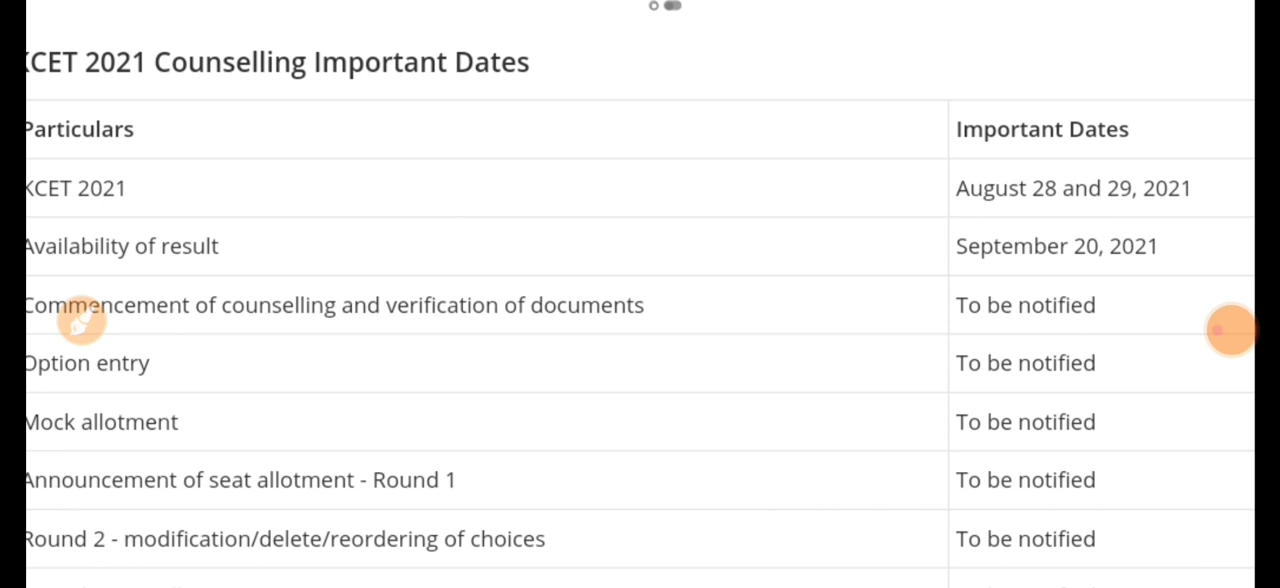 KCET 2021 Counselling Important Dates
Particulars Important Dates
KCET 2021 August 28 and 29, 2021
Availability of result September 20, 2021
Commencement of counselling and verification of documents To be notified
Option entry To be notified
Mock allotment To be notified
Announcement of seat allotment - Round 1 To be notified
Round 2 - modification/delete/reordering of choices To be notified